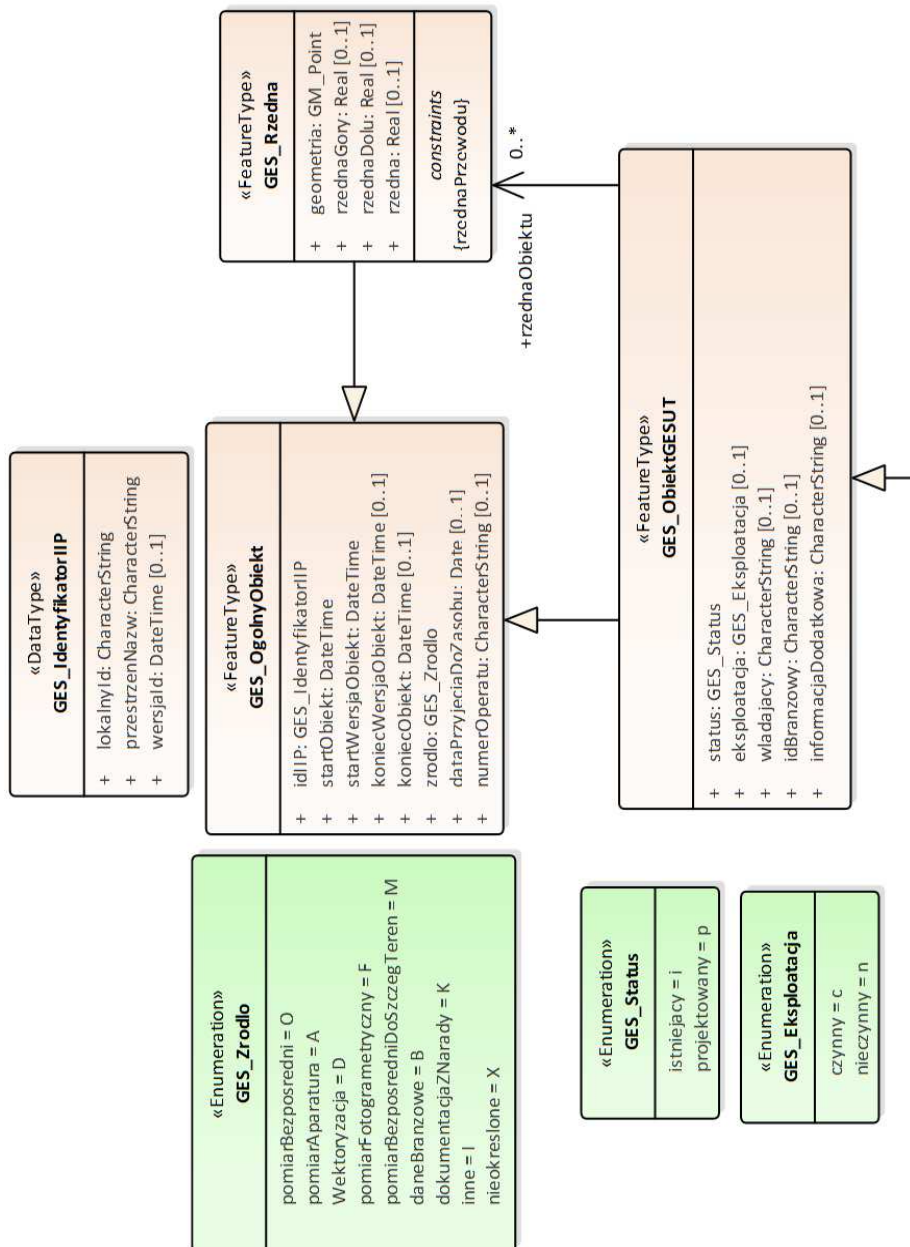 «DataType»
GES_IdentyfikatorIIP
+ lokalnyId: CharacterString
+ przestrzenNazw: CharacterString
+ wersjaId: DateTime [0..1]
«Enumeration»
GES_Zrodlo
pomiarBezposredni = O
pomiarAparatura = A
Wektoryzacja = D
pomiarFotogrametryczny = F
pomiarBezposredniDoSzczegTeren = M
daneBranzowe = B
dokumentacjaZNarady = K
inne = I
nieokreslone = X
«FeatureType»
GES_OgolnyObiekt
+ idIIP: GES_IdentyfikatorIIP
+ startObiekt: DateTime
+ startWersjaObiekt: DateTime
+ koniecWersjaObiekt: DateTime [0..1]
+ koniecObiekt: DateTime [0..1]
+ zrodlo: GES_Zrodlo
+ dataPrzyjeciaDoZasobu: Date [0..1]
+ numerOperatu: CharacterString [0..1]
«FeatureType»
GES_Rzedna
+ geometria: GM_Point
+ rzednaGory: Real [0..1]
+ rzednaDolu: Real [0..1]
+ rzedna: Real [0..1]
constraints
{rzednaPrzewodu}
+rzednaObiektu
0..*
«Enumeration»
GES_Status
istniejacy = i
projektowany = p
«Enumeration»
GES_Eksploatacja
czynny = c
nieczynny = n
«FeatureType»
GES_ObiektGESUT
+ status: GES_Status
+ eksploatacja: GES_Eksploatacja [0..1]
+ wladajacy: CharacterString [0..1]
+ idBranzowy: CharacterString [0..1]
+ informacjaDodatkowa: CharacterString [0..1]